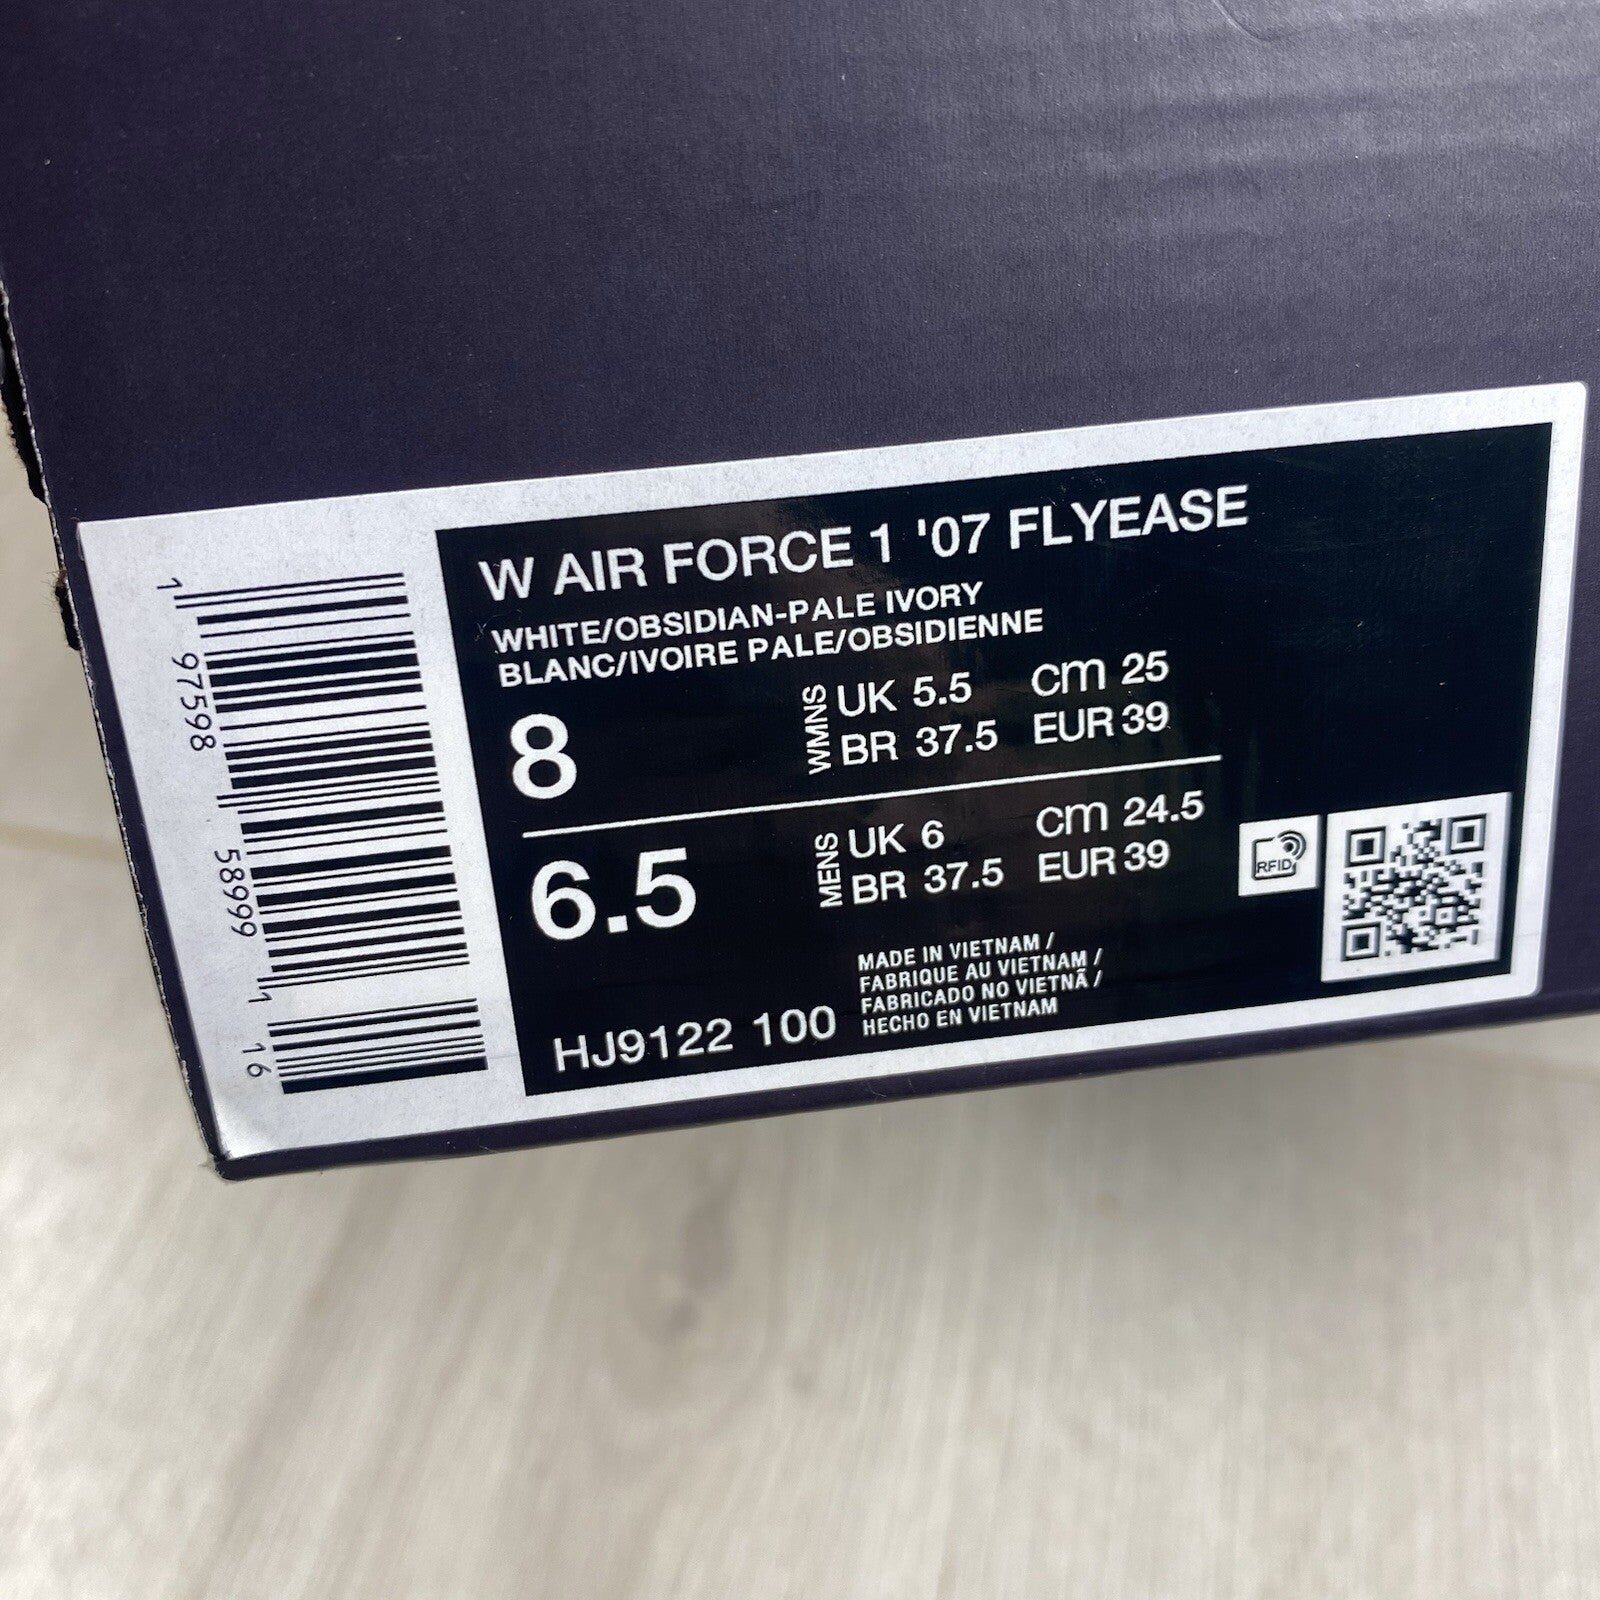 W AIR FORCE 1 '07 FLYEASE
WHITE/OBSIDIAN-PALE IVORY
BLANC/IVOIRE PALE/OBSIDIENNE
8
WMNS
UK 5.5 cm 25
BR 37.5 EUR 39
6.5
MENS
UK 6 cm 24.5
BR 37.5 EUR 39
RFID
HJ9122 100
MADE IN VIETNAM /
FABRIQUE AU VIETNAM /
FABRICADO NO VIETNÃ /
HECHO EN VIETNAM
1 97598 58999 1 16